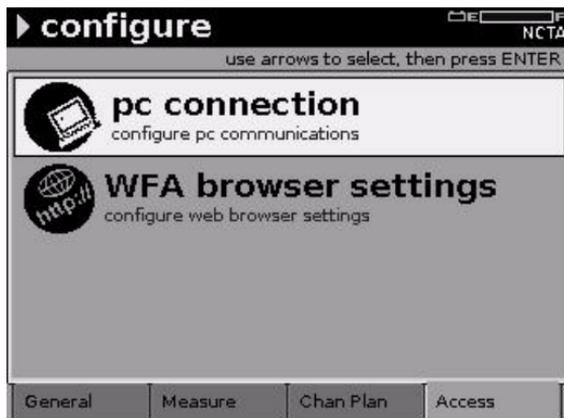 configure
E F
NCTA
use arrows to select, then press ENTER
pc connection
configure pc communications
http://
WFA browser settings
configure web browser settings
General Measure Chan Plan Access